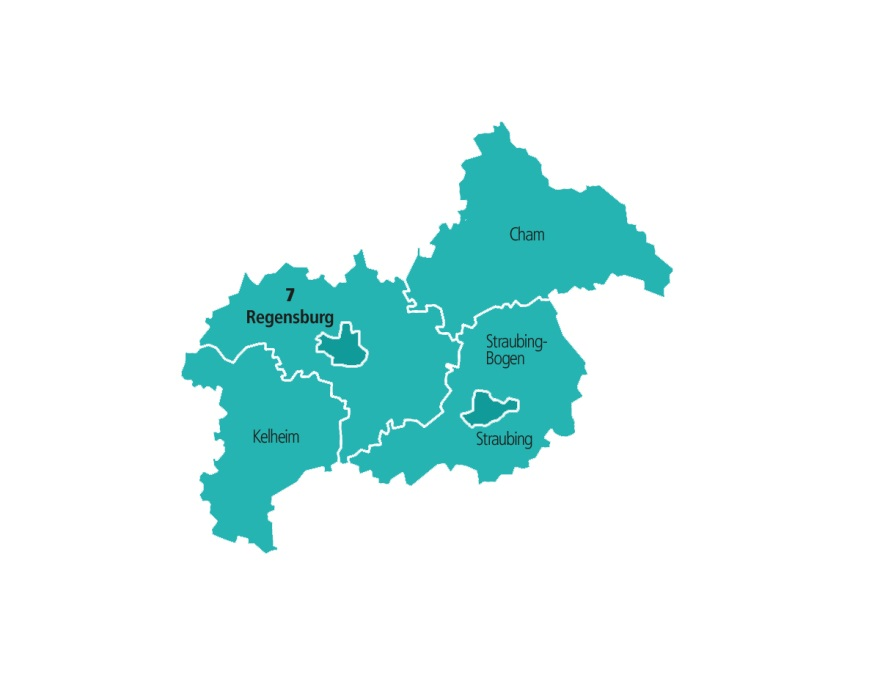 Cham
7
Regensburg
Straubing-
Bogen
Kelheim
Straubing